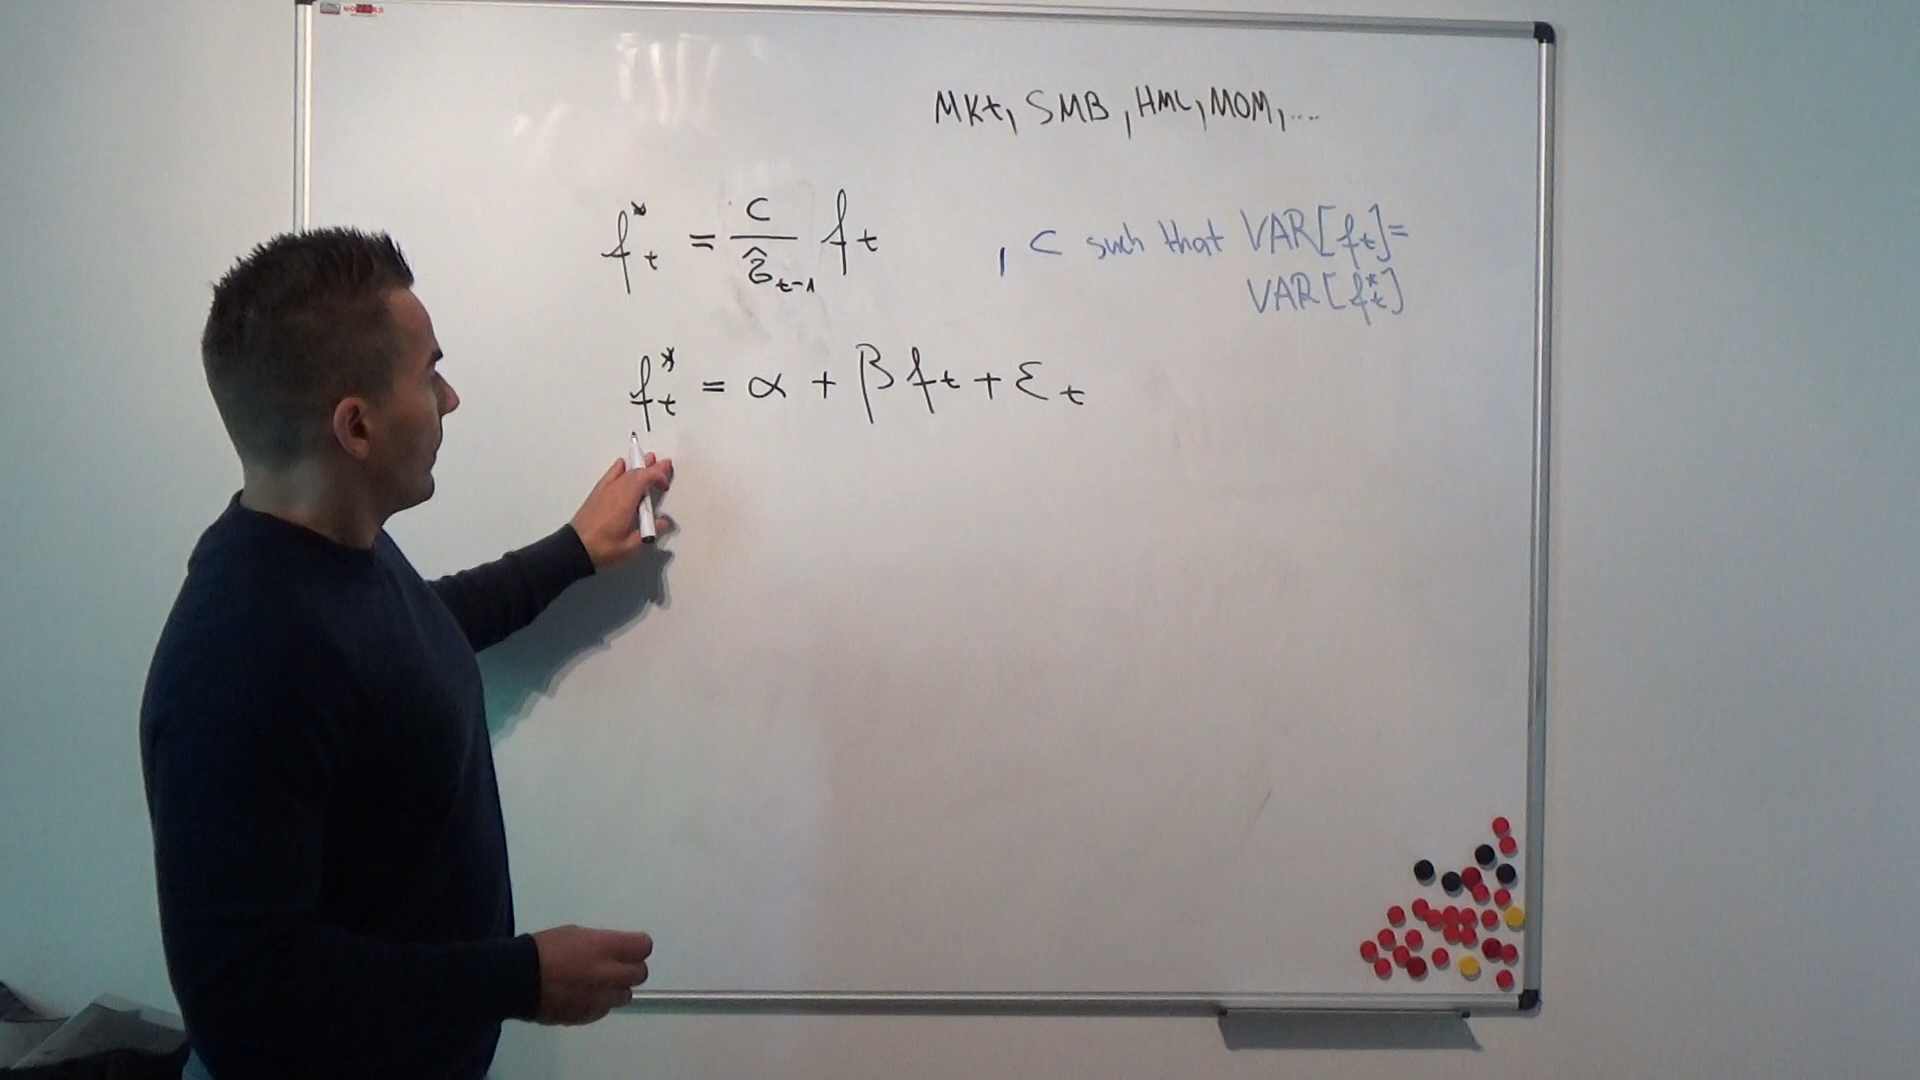 MKt, SMB, HML, MOM, ....
f*t = c / σ̂t-1 ft , c such that VAR[ft] =
VAR[f*t]
f*t = α + β ft + εt